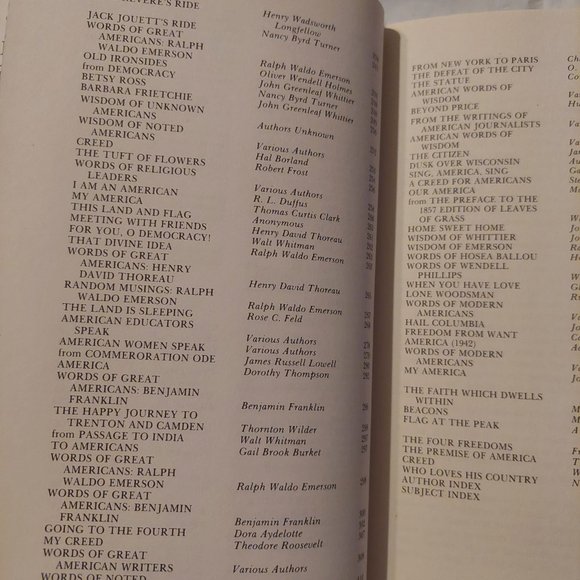 REVERE'S RIDE
Henry Wadsworth
Longfellow
JACK JOUETT'S RIDE Nancy Byrd Turner
WORDS OF GREAT
AMERICANS: RALPH
WALDO EMERSON Ralph Waldo Emerson
OLD IRONSIDES Oliver Wendell Holmes
from DEMOCRACY John Greenleaf Whittier
BETSY ROSS Nancy Byrd Turner
BARBARA FRIETCHIE John Greenleaf Whittier
WISDOM OF UNKNOWN
AMERICANS Authors Unknown
WISDOM OF NOTED
AMERICANS Various Authors
CREED Hal Borland
THE TUFT OF FLOWERS Robert Frost
WORDS OF RELIGIOUS
LEADERS Various Authors
I AM AN AMERICAN R. L. Duffus
MY AMERICA Thomas Curtis Clark
THIS LAND AND FLAG Anonymous
MEETING WITH FRIENDS Henry David Thoreau
FOR YOU, O DEMOCRACY! Walt Whitman
THAT DIVINE IDEA Ralph Waldo Emerson
WORDS OF GREAT
AMERICANS: HENRY
DAVID THOREAU Henry David Thoreau
RANDOM MUSINGS: RALPH
WALDO EMERSON Ralph Waldo Emerson
THE LAND IS SLEEPING Rose C. Feld
AMERICAN EDUCATORS
SPEAK Various Authors
AMERICAN WOMEN SPEAK Various Authors
from COMMEMORATION ODE James Russell Lowell
AMERICA Dorothy Thompson
WORDS OF GREAT
AMERICANS: BENJAMIN
FRANKLIN Benjamin Franklin
THE HAPPY JOURNEY TO
TRENTON AND CAMDEN Thornton Wilder
from PASSAGE TO INDIA Walt Whitman
TO AMERICANS Gail Brook Burket
WORDS OF GREAT
AMERICANS: RALPH
WALDO EMERSON Ralph Waldo Emerson
WORDS OF GREAT
AMERICANS: BENJAMIN
FRANKLIN Benjamin Franklin
GOING TO THE FOURTH Dora Aydelotte
MY CREED Theodore Roosevelt
WORDS OF GREAT
AMERICAN WRITERS Various Authors
WORDS OF NOTED
FROM NEW YORK TO PARIS
THE DEFEAT OF THE CITY
THE STATUE
AMERICAN WORDS OF
WISDOM
BEYOND PRICE
FROM THE WRITINGS OF
AMERICAN JOURNALISTS
AMERICAN WORDS OF
WISDOM
THE CITIZEN
DUSK OVER WISCONSIN
SING, AMERICA, SING
A CREED FOR AMERICANS
OUR AMERICA
from THE PREFACE TO THE
1857 EDITION OF LEAVES
OF GRASS
HOME SWEET HOME
WISDOM OF WHITTIER
WISDOM OF EMERSON
WORDS OF HOSEA BALLOU
WORDS OF WENDELL
PHILLIPS
WHEN YOU HAVE LOVE
LONE WOODSMAN
WORDS OF MODERN
AMERICANS
HAIL COLUMBIA
FREEDOM FROM WANT
AMERICA (1942)
WORDS OF MODERN
AMERICANS
MY AMERICA
THE FAITH WHICH DWELLS
WITHIN
BEACONS
FLAG AT THE PEAK
THE FOUR FREEDOMS
THE PREMISE OF AMERICA
CREED
WHO LOVES HIS COUNTRY
AUTHOR INDEX
SUBJECT INDEX